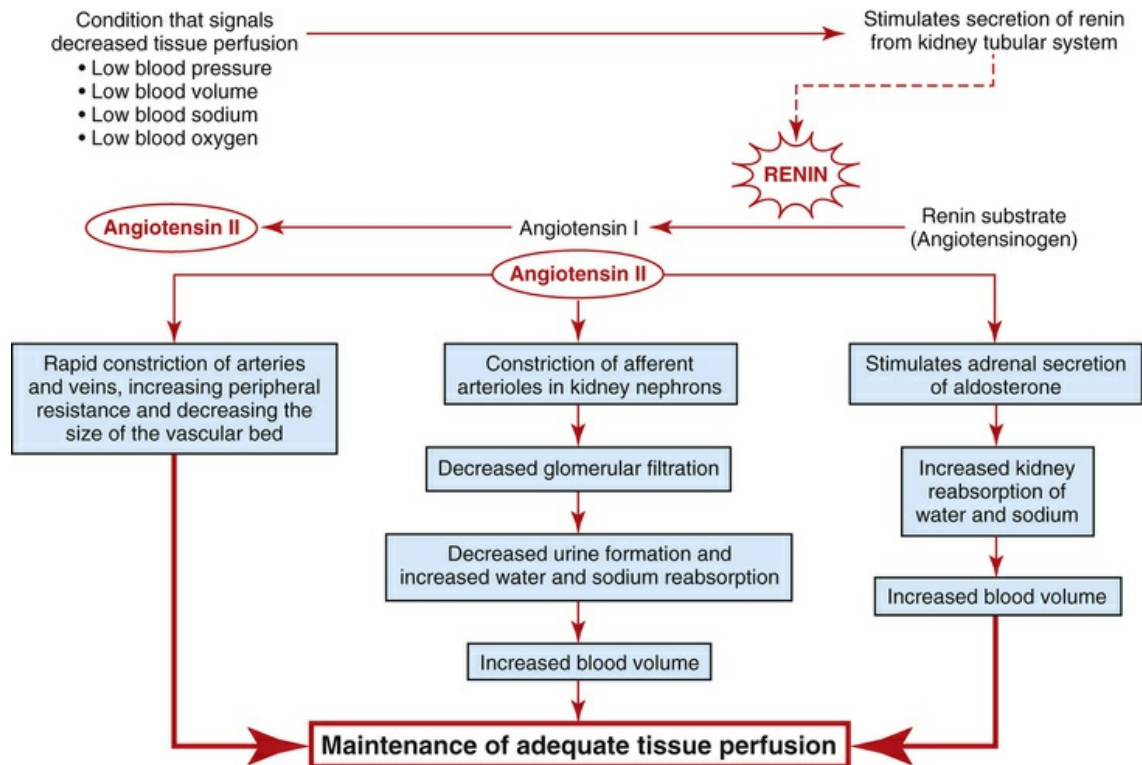 Condition that signals
decreased tissue perfusion
• Low blood pressure
• Low blood volume
• Low blood sodium
• Low blood oxygen
Stimulates secretion of renin
from kidney tubular system
RENIN
Angiotensin II
Angiotensin I
Renin substrate
(Angiotensinogen)
Angiotensin II
Rapid constriction of arteries
and veins, increasing peripheral
resistance and decreasing the
size of the vascular bed
Constriction of afferent
arterioles in kidney nephrons
Decreased glomerular filtration
Decreased urine formation and
increased water and sodium reabsorption
Increased blood volume
Stimulates adrenal secretion
of aldosterone
Increased kidney
reabsorption of
water and sodium
Increased blood volume
Maintenance of adequate tissue perfusion